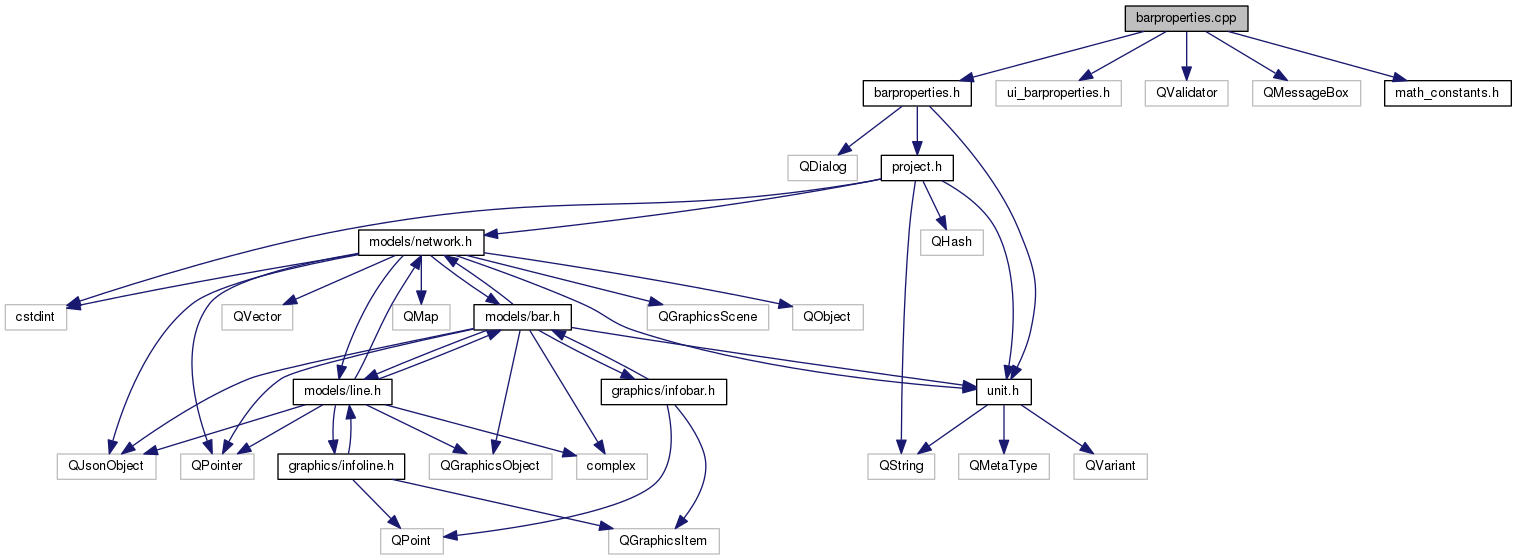 barproperties.cpp
barproperties.h
ui_barproperties.h
QValidator
QMessageBox
math_constants.h
QDialog
project.h
models/network.h
QHash
cstdint
QVector
QMap
models/bar.h
QGraphicsScene
QObject
models/line.h
graphics/infobar.h
unit.h
QJsonObject
QPointer
graphics/infoline.h
QGraphicsObject
complex
QString
QMetaType
QVariant
QPoint
QGraphicsItem